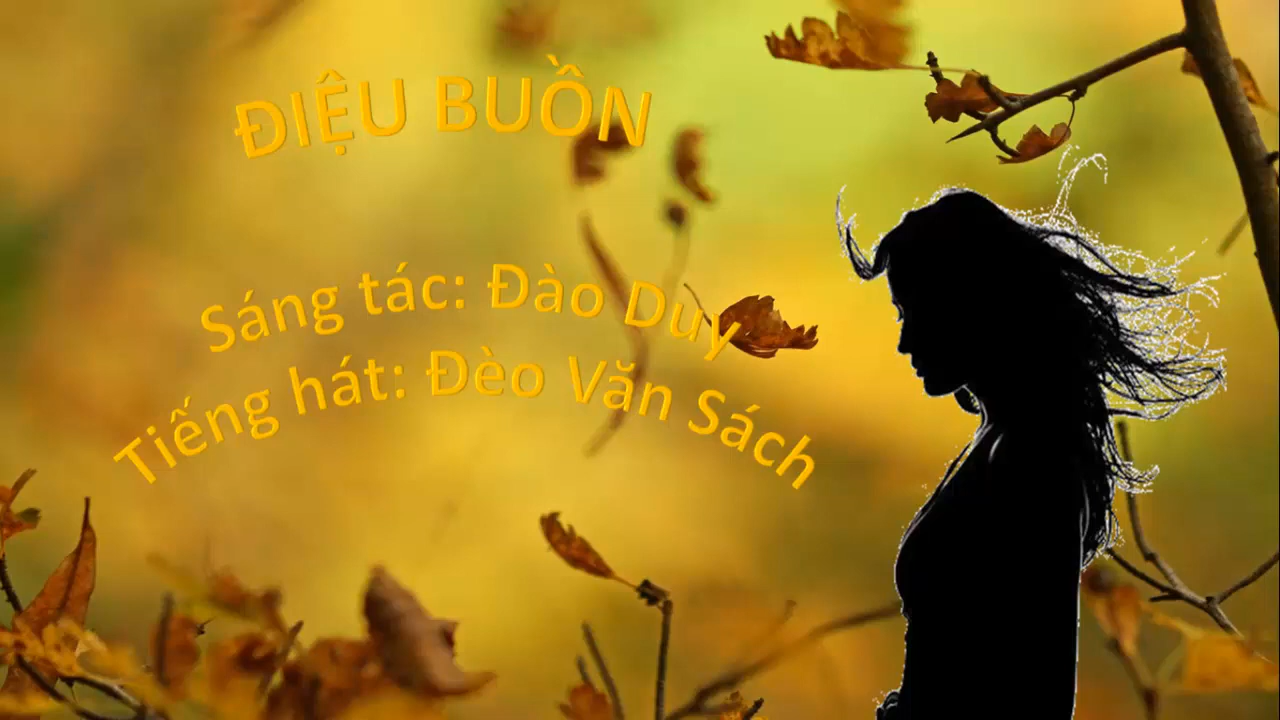 ĐIỆU BUỒN
Sáng tác: Đào Duy
Tiếng hát: Đèo Văn Sách